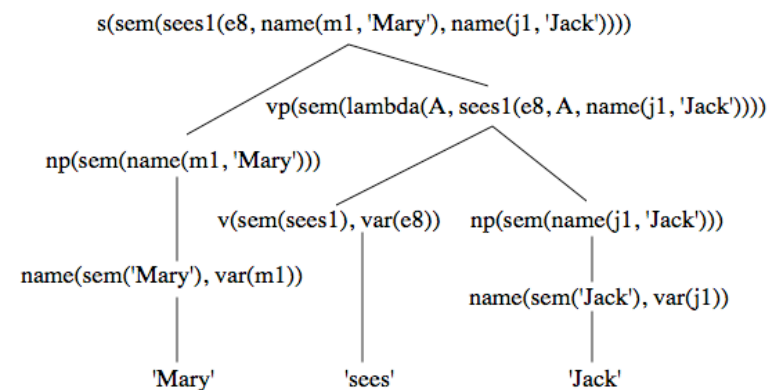 s(sem(sees1(e8, name(m1, 'Mary'), name(j1, 'Jack'))))
vp(sem(lambda(A, sees1(e8, A, name(j1, 'Jack'))))
np(sem(name(m1, 'Mary')))
v(sem(sees1), var(e8)) np(sem(name(j1, 'Jack')))
name(sem('Mary'), var(m1))
name(sem('Jack'), var(j1))
'Mary' 'sees' 'Jack'